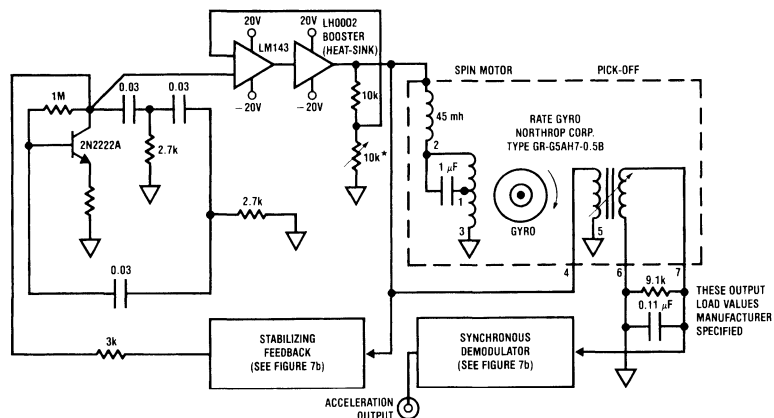 20V
LH0002
BOOSTER
(HEAT-SINK)
20V
LM143
-20V
-20V
1M
0.03
0.03
2N2222A
2.7k
2.7k
0.03
10k
10k*
SPIN MOTOR
PICK-OFF
45 mh
2
1 µF
1
3
RATE GYRO
NORTHROP CORP.
TYPE GR-G5AH7-0.5B
GYRO
5
4
6
7
9.1k
0.11 µF
THESE OUTPUT
LOAD VALUES
MANUFACTURER
SPECIFIED
3k
STABILIZING
FEEDBACK
(SEE FIGURE 7b)
SYNCHRONOUS
DEMODULATOR
(SEE FIGURE 7b)
ACCELERATION
OUTPUT